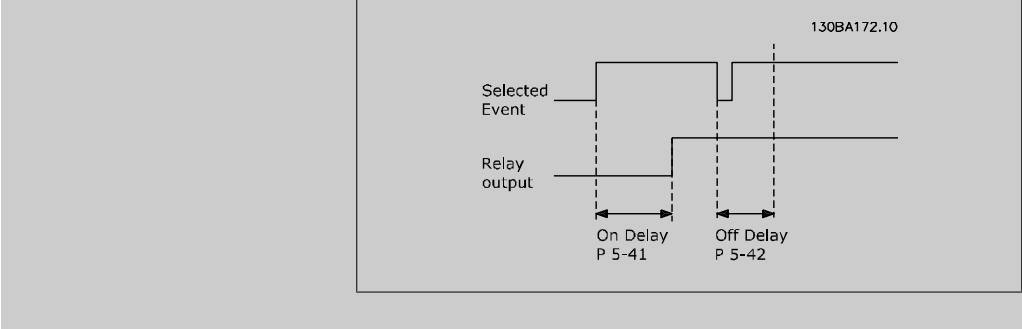 130BA172.10
Selected
Event
Relay
output
On Delay
P 5-41
Off Delay
P 5-42